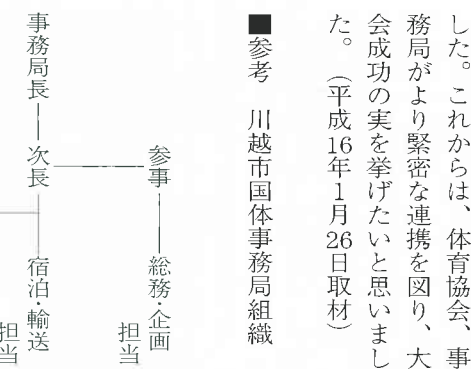 した。これからは、体育協会、事
務局がより緊密な連携を図り、大
会成功の実を挙げたいと思いまし
た。（平成16年1月26日取材）
■参考　川越市国体事務局組織
参事
総務・企画
担当
事務局長
次長
宿泊・輸送
担当